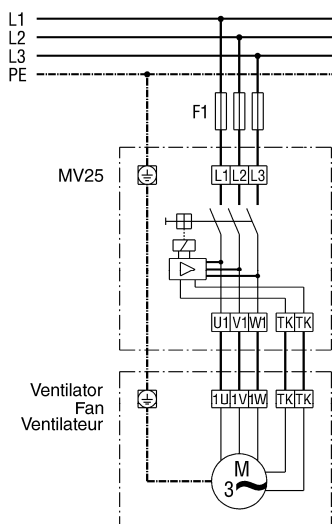 L1
L2
L3
PE
F1
MV25
L1 L2 L3
U1 V1 W1 TK TK
Ventilator
Fan
Ventilateur
1U 1V 1W TK TK
M
3~